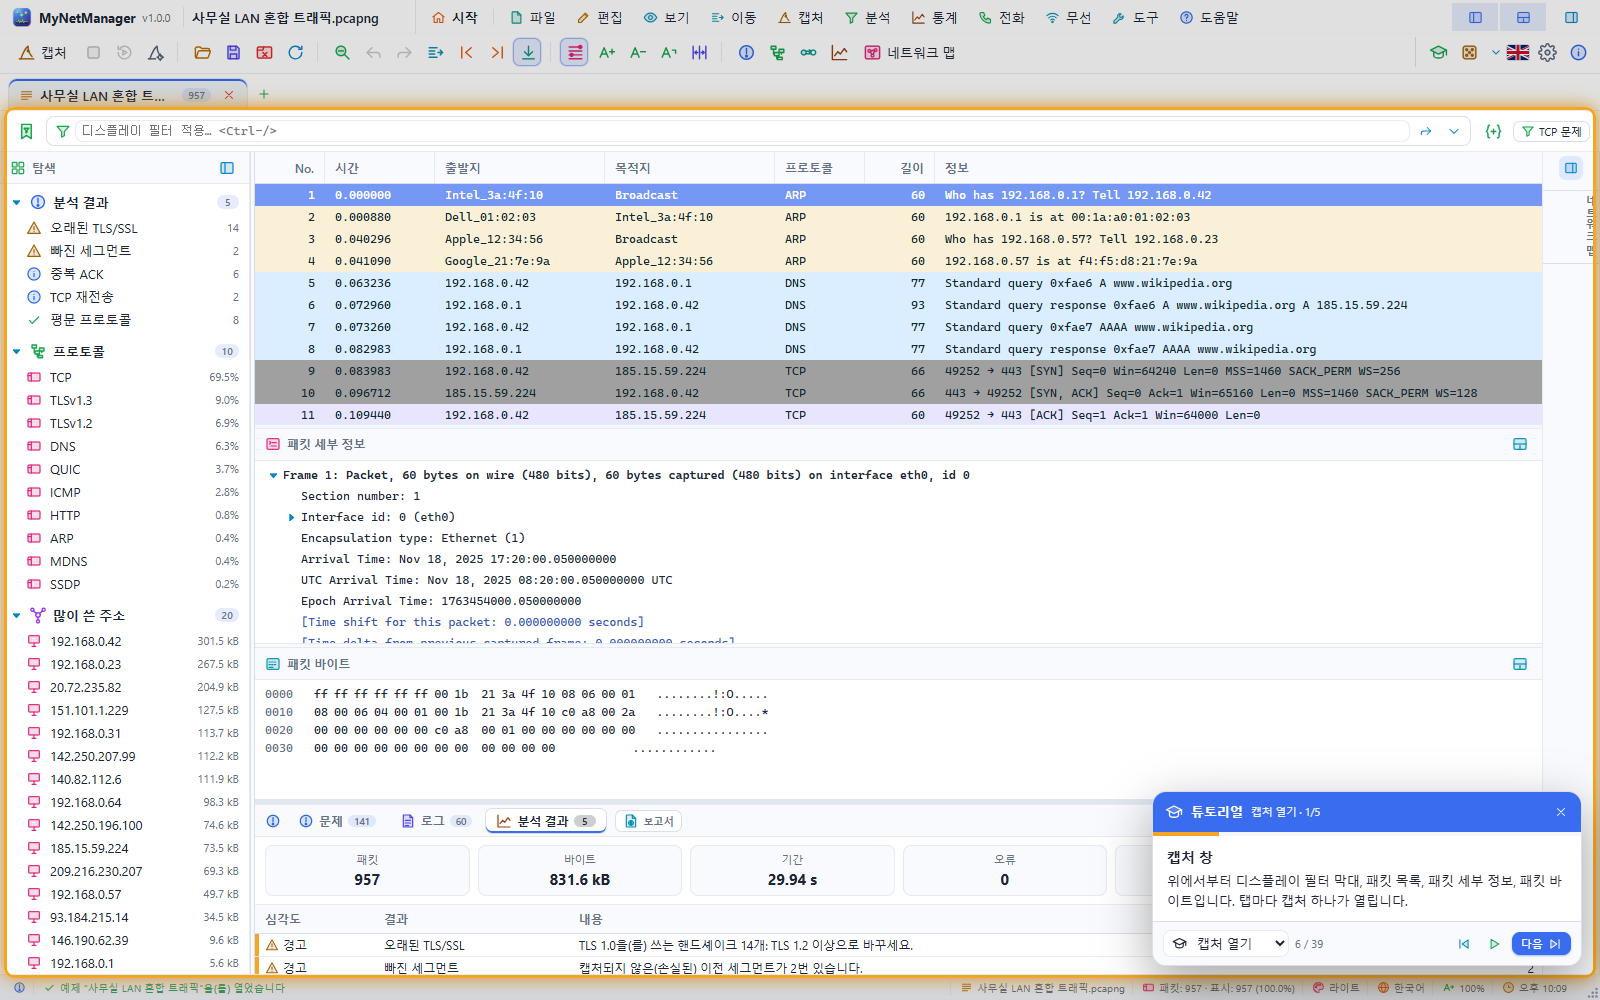 MyNetManager v1.0.0 사무실 LAN 혼합 트래픽.pcapng 시작 파일 편집 보기 이동 캡처 분석 통계 전화 무선 도구 도움말
캡처 네트워크 맵
사무실 LAN 혼합 트... 957
디스플레이 필터 적용… <Ctrl-/> TCP 문제
탐색
분석 결과 5
오래된 TLS/SSL 14
빠진 세그먼트 2
중복 ACK 6
TCP 재전송 2
평문 프로토콜 8
프로토콜 10
TCP 69.5%
TLSv1.3 9.0%
TLSv1.2 6.9%
DNS 6.3%
QUIC 3.7%
ICMP 2.8%
HTTP 0.8%
ARP 0.4%
MDNS 0.4%
SSDP 0.2%
많이 쓴 주소 20
192.168.0.42 301.5 kB
192.168.0.23 267.5 kB
20.72.235.82 204.9 kB
151.101.1.229 127.5 kB
192.168.0.31 113.7 kB
142.250.207.99 112.2 kB
140.82.112.6 111.9 kB
192.168.0.64 98.3 kB
142.250.196.100 74.6 kB
185.15.59.224 73.5 kB
209.216.230.207 69.3 kB
192.168.0.57 49.7 kB
93.184.215.14 34.5 kB
146.190.62.39 9.6 kB
192.168.0.1 5.6 kB
No. 시간 출발지 목적지 프로토콜 길이 정보
1 0.000000 Intel_3a:4f:10 Broadcast ARP 60 Who has 192.168.0.1? Tell 192.168.0.42
2 0.000880 Dell_01:02:03 Intel_3a:4f:10 ARP 60 192.168.0.1 is at 00:1a:a0:01:02:03
3 0.040296 Apple_12:34:56 Broadcast ARP 60 Who has 192.168.0.57? Tell 192.168.0.23
4 0.041090 Google_21:7e:9a Apple_12:34:56 ARP 60 192.168.0.57 is at f4:f5:d8:21:7e:9a
5 0.063236 192.168.0.42 192.168.0.1 DNS 77 Standard query 0xfae6 A www.wikipedia.org
6 0.072960 192.168.0.1 192.168.0.42 DNS 93 Standard query response 0xfae6 A www.wikipedia.org A 185.15.59.224
7 0.073260 192.168.0.42 192.168.0.1 DNS 77 Standard query 0xfae7 AAAA www.wikipedia.org
8 0.082983 192.168.0.1 192.168.0.42 DNS 77 Standard query response 0xfae7 AAAA www.wikipedia.org
9 0.083983 192.168.0.42 185.15.59.224 TCP 66 49252 → 443 [SYN] Seq=0 Win=64240 Len=0 MSS=1460 SACK_PERM WS=256
10 0.096712 185.15.59.224 192.168.0.42 TCP 66 443 → 49252 [SYN, ACK] Seq=0 Ack=1 Win=65160 Len=0 MSS=1460 SACK_PERM WS=128
11 0.109440 192.168.0.42 185.15.59.224 TCP 60 49252 → 443 [ACK] Seq=1 Ack=1 Win=64000 Len=0
네트워크 맵
패킷 세부 정보
Frame 1: Packet, 60 bytes on wire (480 bits), 60 bytes captured (480 bits) on interface eth0, id 0
Section number: 1
Interface id: 0 (eth0)
Encapsulation type: Ethernet (1)
Arrival Time: Nov 18, 2025 17:20:00.050000000
UTC Arrival Time: Nov 18, 2025 08:20:00.050000000 UTC
Epoch Arrival Time: 1763454000.050000000
[Time shift for this packet: 0.000000000 seconds]
[Time delta from previous captured frame: 0.000000000 seconds]
패킷 바이트
0000 ff ff ff ff ff ff 00 1b 21 3a 4f 10 08 06 00 01 ........!:O.....
0010 08 00 06 04 00 01 00 1b 21 3a 4f 10 c0 a8 00 2a ........!:O....*
0020 00 00 00 00 00 00 c0 a8 00 01 00 00 00 00 00 00 ................
0030 00 00 00 00 00 00 00 00 00 00 00 00 ............
문제 141 로그 60 분석 결과 5 보고서
패킷 바이트 기간 오류
957 831.6 kB 29.94 s 0
심각도 결과 내용
경고 오래된 TLS/SSL TLS 1.0을(를) 쓰는 핸드셰이크 14개: TLS 1.2 이상으로 바꾸세요.
경고 빠진 세그먼트 캡처되지 않은(손실된) 이전 세그먼트가 2번 있습니다. 2
튜토리얼 캡처 열기 · 1/5
캡처 창
위에서부터 디스플레이 필터 막대, 패킷 목록, 패킷 세부 정보, 패킷 바
이트입니다. 탭마다 캡처 하나가 열립니다.
캡처 열기 6 / 39 다음
예제 "사무실 LAN 혼합 트래픽"을(를) 열었습니다 사무실 LAN 혼합 트래픽.pcapng 패킷: 957 · 표시: 957 (100.0%) 라이트 한국어 100% 오후 10:09